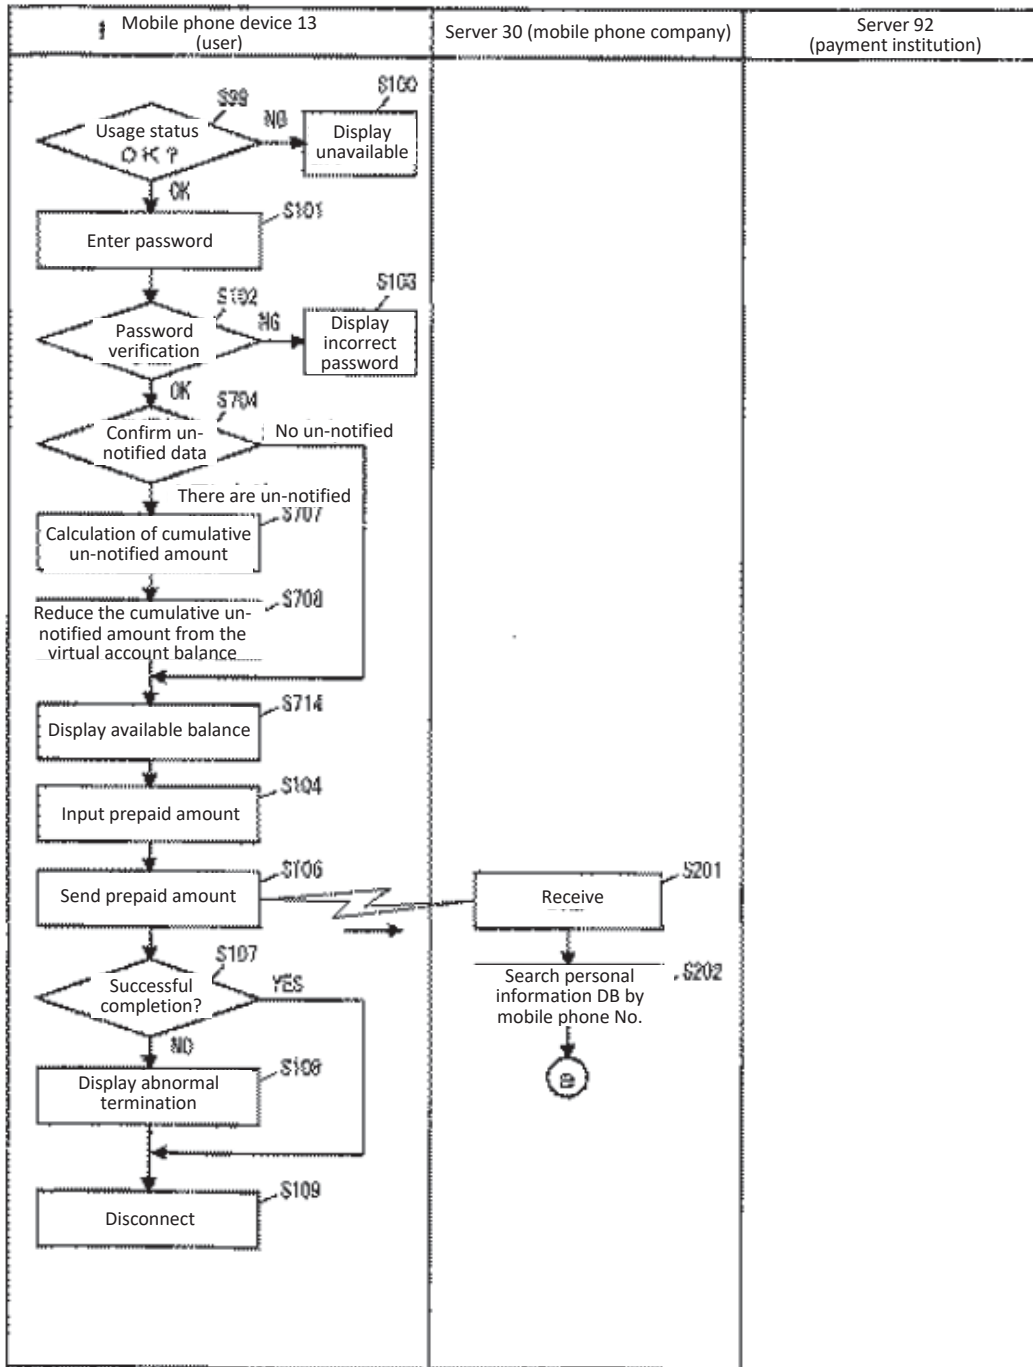 Mobile phone device 13
(user)
Server 30 (mobile phone company)
Server 92
(payment institution)
S99
Usage status
OK?
NG
S100
Display
unavailable
OK
S101
Enter password
S102
Password
verification
NG
S103
Display
incorrect
password
OK
S704
Confirm un-
notified data
No un-notified
There are un-notified
S707
Calculation of cumulative
un-notified amount
S708
Reduce the cumulative un-
notified amount from the
virtual account balance
S714
Display available balance
S104
Input prepaid amount
S106
Send prepaid amount
S201
Receive
S107
Successful
completion?
YES
S202
Search personal
information DB by
mobile phone No.
NO
S108
Display abnormal
termination
S109
Disconnect